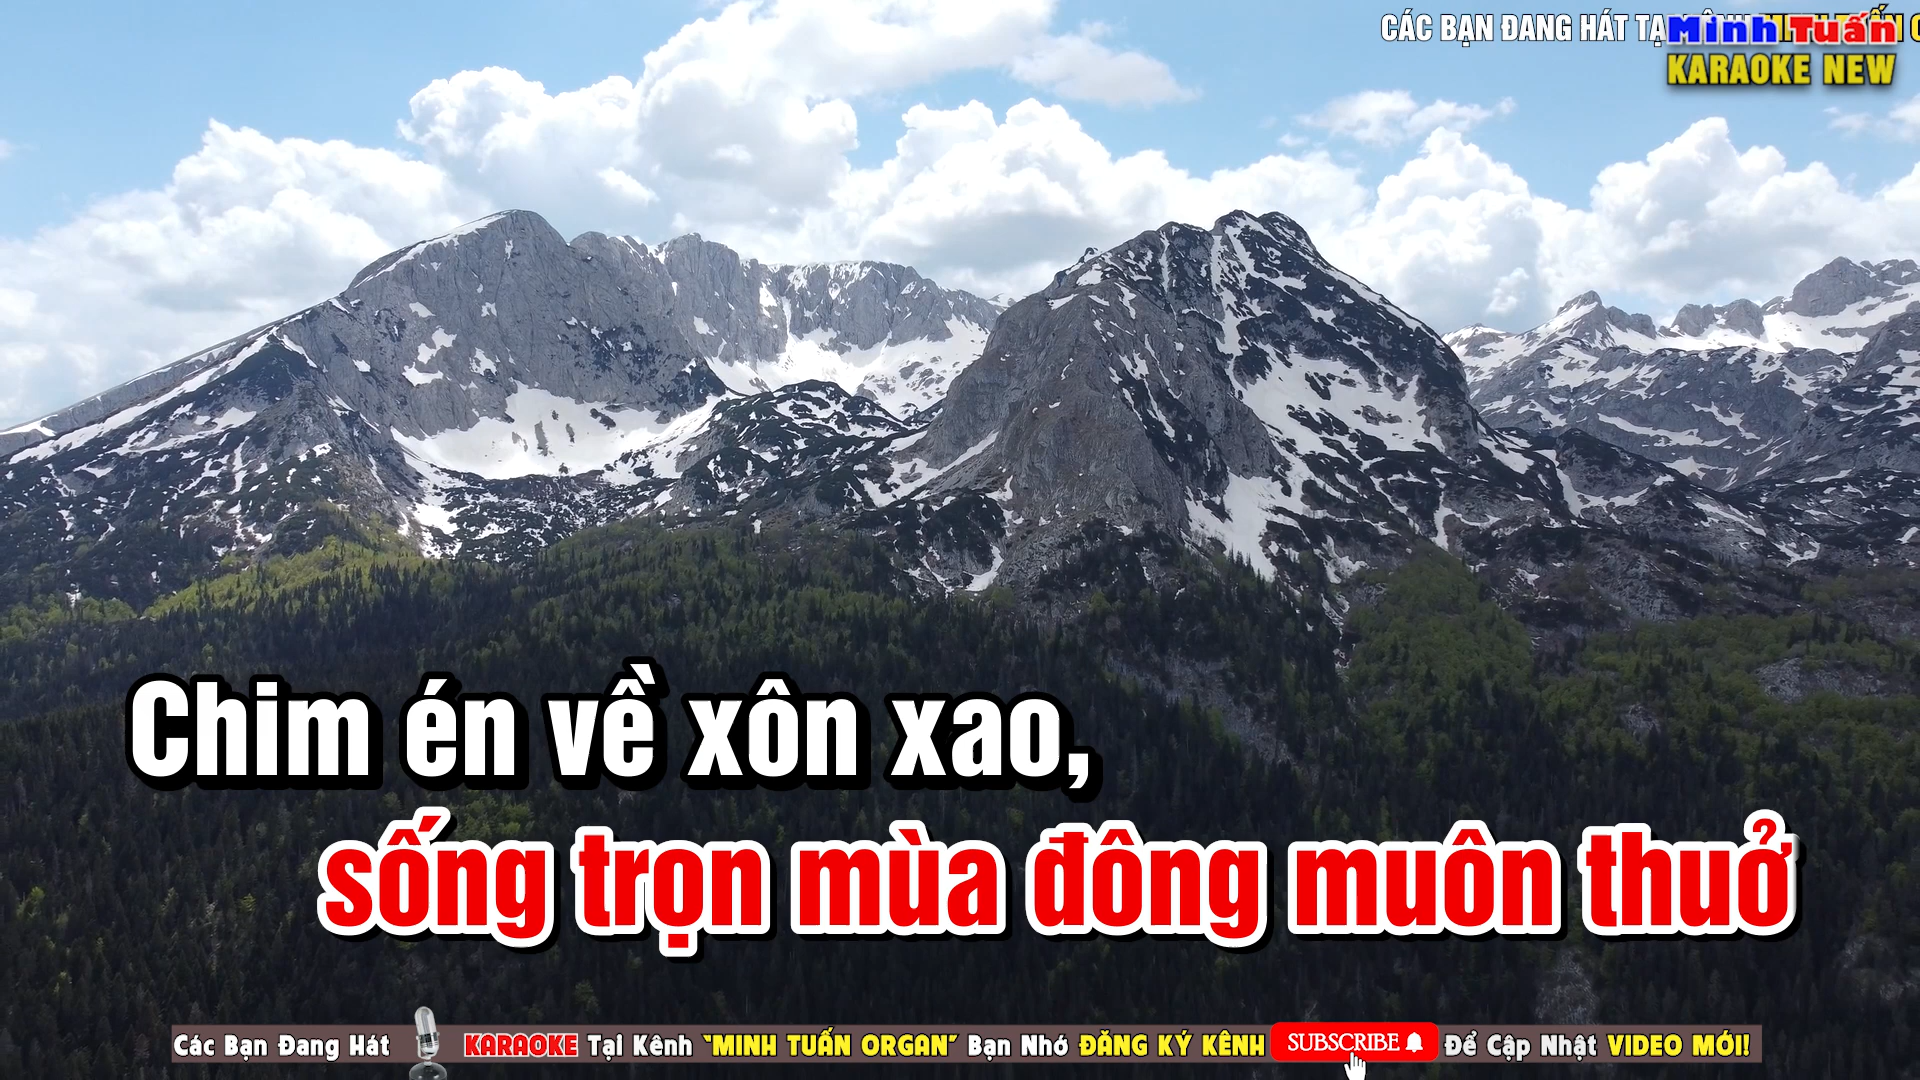 CÁC BẠN ĐANG HÁT
Minh Tuấn
KARAOKE NEW
Chim én về xôn xao,
sống trọn mùa đông muôn thuở
Các Bạn Đang Hát KARAOKE Tại Kênh “MINH TUẤN ORGAN” Bạn Nhớ ĐĂNG KÝ KÊNH SUBSCRIBE Để Cập Nhật VIDEO MỚI!